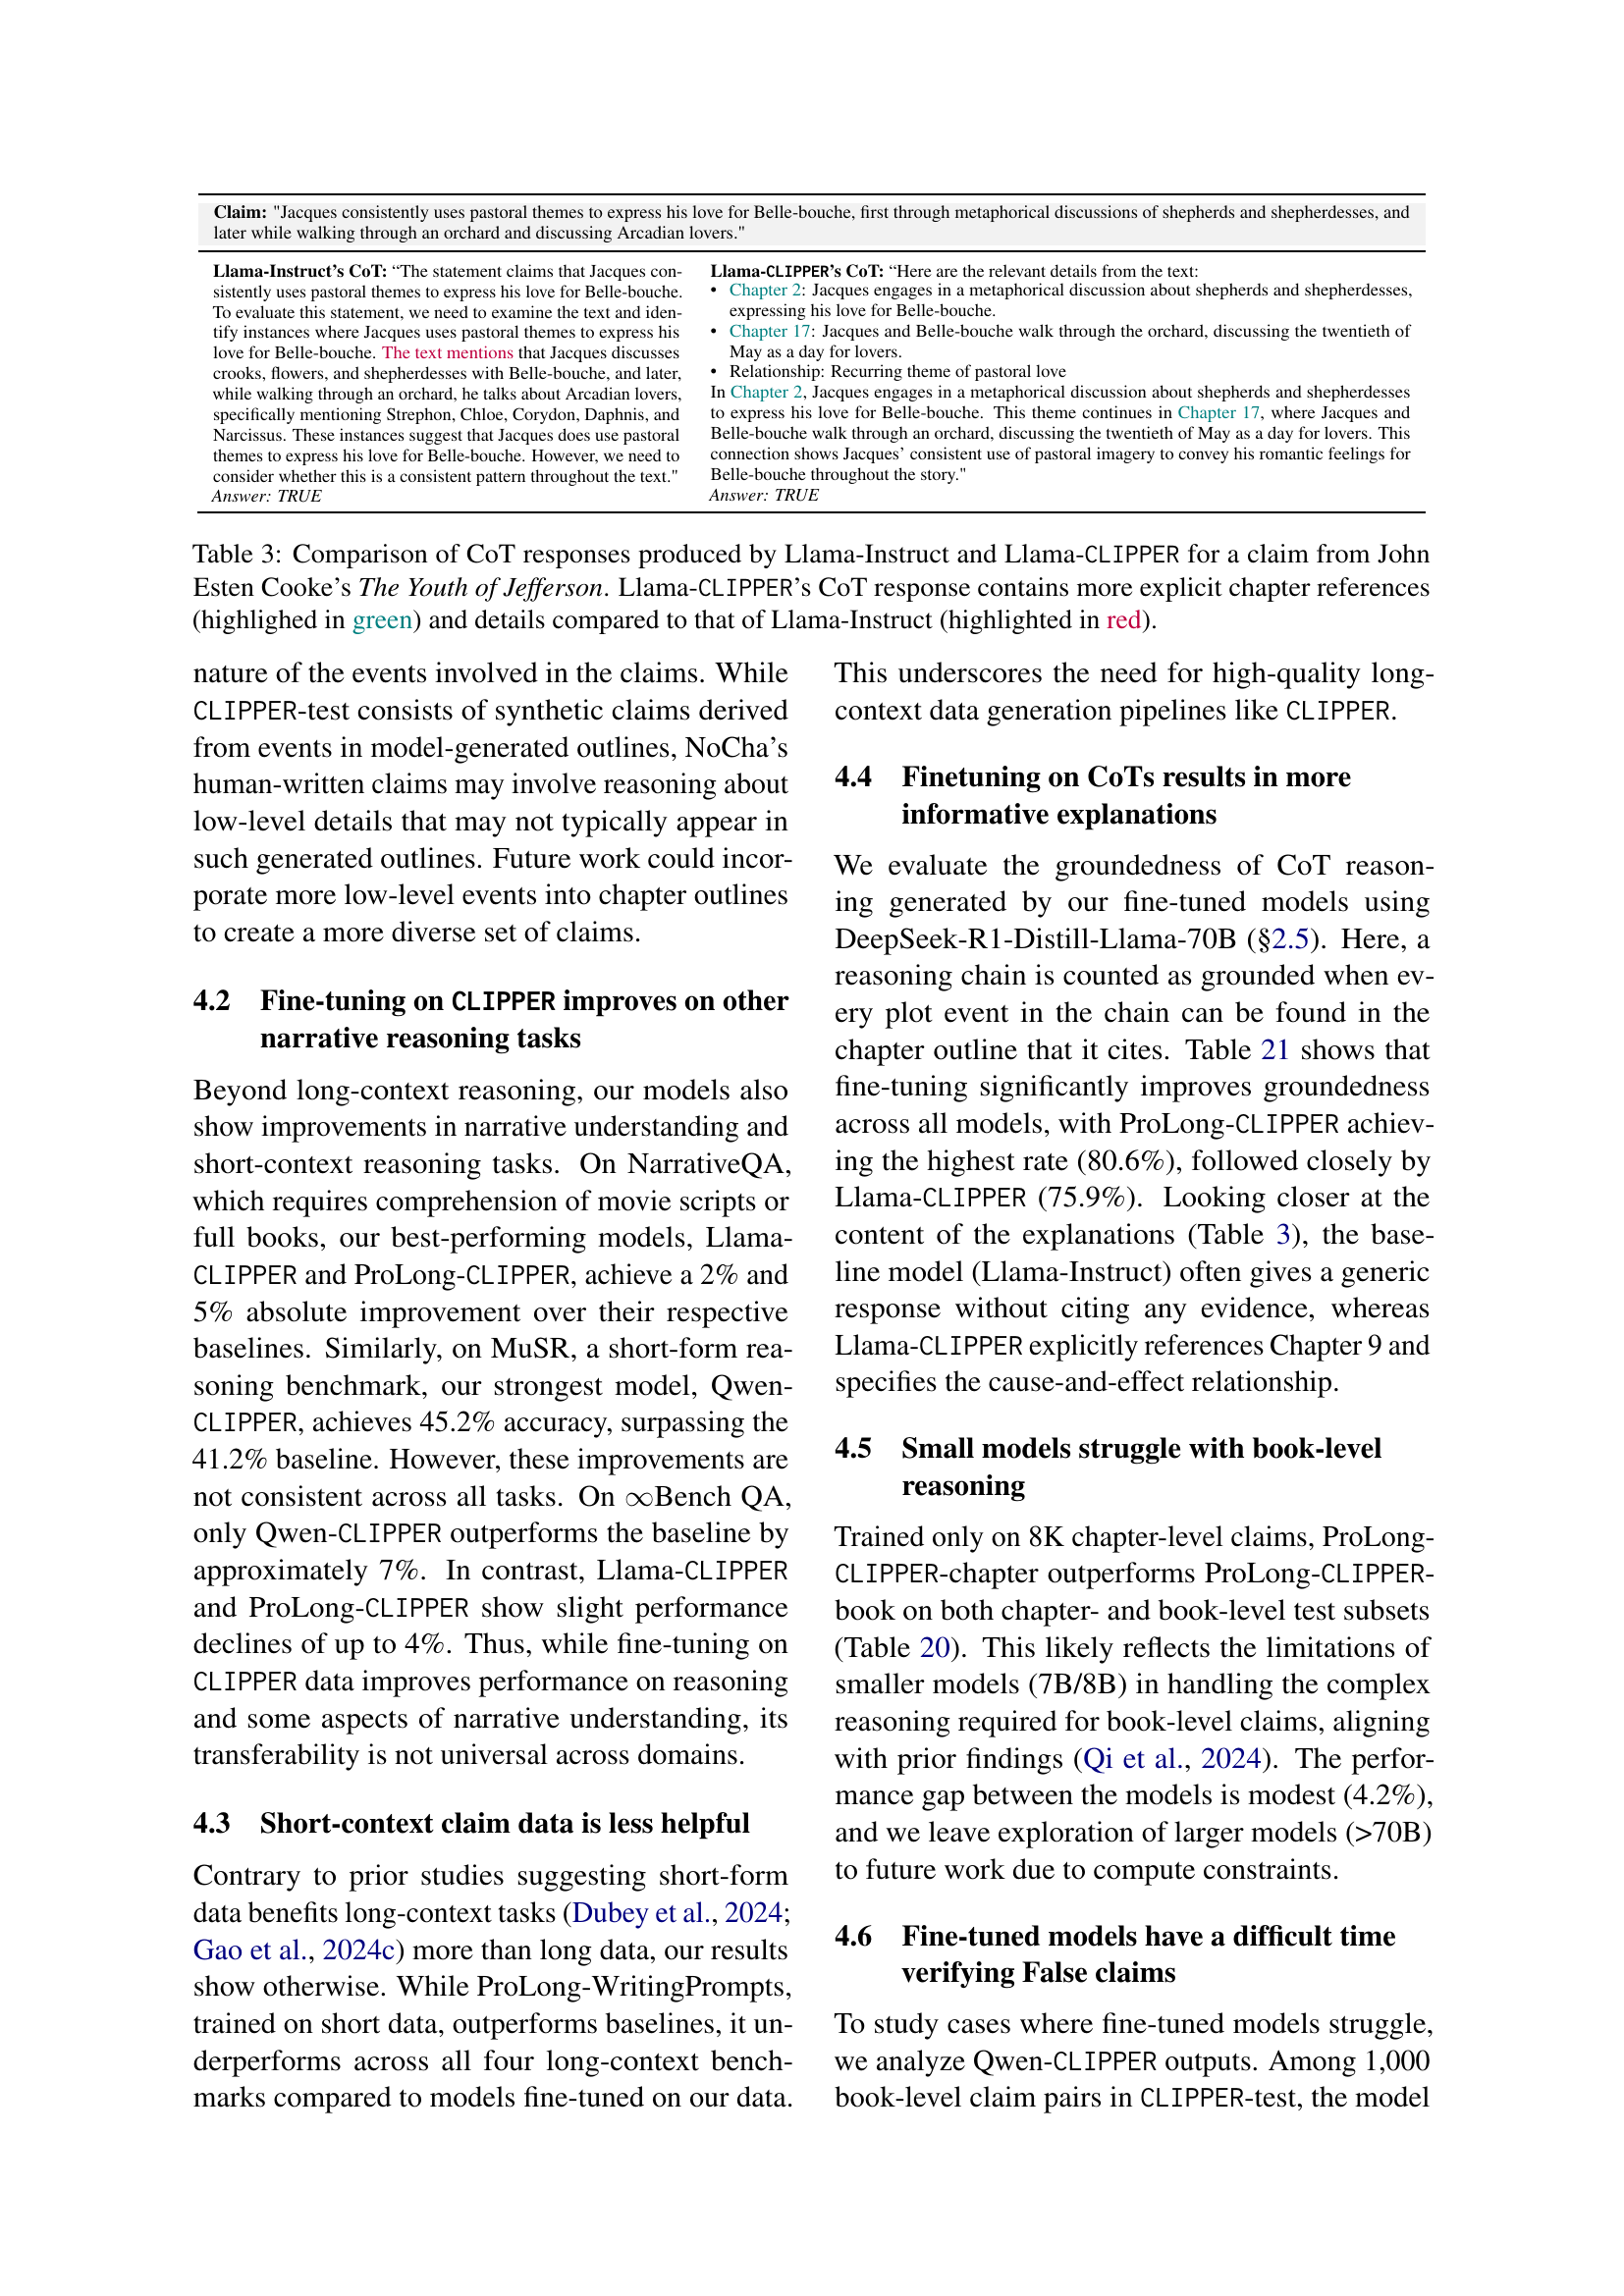 Claim: "Jacques consistently uses pastoral themes to express his love for Belle-bouche, first through metaphorical discussions of shepherds and shepherdesses, and
later while walking through an orchard and discussing Arcadian lovers."
Llama-Instruct's CoT: “The statement claims that Jacques con-
sistently uses pastoral themes to express his love for Belle-bouche.
To evaluate this statement, we need to examine the text and iden-
tify instances where Jacques uses pastoral themes to express his
love for Belle-bouche. The text mentions that Jacques discusses
crooks, flowers, and shepherdesses with Belle-bouche, and later,
while walking through an orchard, he talks about Arcadian lovers,
specifically mentioning Strephon, Chloe, Corydon, Daphnis, and
Narcissus. These instances suggest that Jacques does use pastoral
themes to express his love for Belle-bouche. However, we need to
consider whether this is a consistent pattern throughout the text."
Answer: TRUE
Llama-CLIPPER's CoT: “Here are the relevant details from the text:
• Chapter 2: Jacques engages in a metaphorical discussion about shepherds and shepherdesses,
expressing his love for Belle-bouche.
• Chapter 17: Jacques and Belle-bouche walk through the orchard, discussing the twentieth of
May as a day for lovers.
• Relationship: Recurring theme of pastoral love
In Chapter 2, Jacques engages in a metaphorical discussion about shepherds and shepherdesses
to express his love for Belle-bouche. This theme continues in Chapter 17, where Jacques and
Belle-bouche walk through an orchard, discussing the twentieth of May as a day for lovers. This
connection shows Jacques' consistent use of pastoral imagery to convey his romantic feelings for
Belle-bouche throughout the story."
Answer: TRUE
Table 3: Comparison of CoT responses produced by Llama-Instruct and Llama-CLIPPER for a claim from John
Esten Cooke's The Youth of Jefferson. Llama-CLIPPER's CoT response contains more explicit chapter references
(highlighed in green) and details compared to that of Llama-Instruct (highlighted in red).
nature of the events involved in the claims. While
CLIPPER-test consists of synthetic claims derived
from events in model-generated outlines, NoCha's
human-written claims may involve reasoning about
low-level details that may not typically appear in
such generated outlines. Future work could incor-
porate more low-level events into chapter outlines
to create a more diverse set of claims.
4.2 Fine-tuning on CLIPPER improves on other
narrative reasoning tasks
Beyond long-context reasoning, our models also
show improvements in narrative understanding and
short-context reasoning tasks. On NarrativeQA,
which requires comprehension of movie scripts or
full books, our best-performing models, Llama-
CLIPPER and ProLong-CLIPPER, achieve a 2% and
5% absolute improvement over their respective
baselines. Similarly, on MuSR, a short-form rea-
soning benchmark, our strongest model, Qwen-
CLIPPER, achieves 45.2% accuracy, surpassing the
41.2% baseline. However, these improvements are
not consistent across all tasks. On ∞Bench QA,
only Qwen-CLIPPER outperforms the baseline by
approximately 7%. In contrast, Llama-CLIPPER
and ProLong-CLIPPER show slight performance
declines of up to 4%. Thus, while fine-tuning on
CLIPPER data improves performance on reasoning
and some aspects of narrative understanding, its
transferability is not universal across domains.
4.3 Short-context claim data is less helpful
Contrary to prior studies suggesting short-form
data benefits long-context tasks (Dubey et al., 2024;
Gao et al., 2024c) more than long data, our results
show otherwise. While ProLong-WritingPrompts,
trained on short data, outperforms baselines, it un-
derperforms across all four long-context bench-
marks compared to models fine-tuned on our data.
This underscores the need for high-quality long-
context data generation pipelines like CLIPPER.
4.4 Finetuning on CoTs results in more
informative explanations
We evaluate the groundedness of CoT reason-
ing generated by our fine-tuned models using
DeepSeek-R1-Distill-Llama-70B (§2.5). Here, a
reasoning chain is counted as grounded when ev-
ery plot event in the chain can be found in the
chapter outline that it cites. Table 21 shows that
fine-tuning significantly improves groundedness
across all models, with ProLong-CLIPPER achiev-
ing the highest rate (80.6%), followed closely by
Llama-CLIPPER (75.9%). Looking closer at the
content of the explanations (Table 3), the base-
line model (Llama-Instruct) often gives a generic
response without citing any evidence, whereas
Llama-CLIPPER explicitly references Chapter 9 and
specifies the cause-and-effect relationship.
4.5 Small models struggle with book-level
reasoning
Trained only on 8K chapter-level claims, ProLong-
CLIPPER-chapter outperforms ProLong-CLIPPER-
book on both chapter- and book-level test subsets
(Table 20). This likely reflects the limitations of
smaller models (7B/8B) in handling the complex
reasoning required for book-level claims, aligning
with prior findings (Qi et al., 2024). The perfor-
mance gap between the models is modest (4.2%),
and we leave exploration of larger models (>70B)
to future work due to compute constraints.
4.6 Fine-tuned models have a difficult time
verifying False claims
To study cases where fine-tuned models struggle,
we analyze Qwen-CLIPPER outputs. Among 1,000
book-level claim pairs in CLIPPER-test, the model